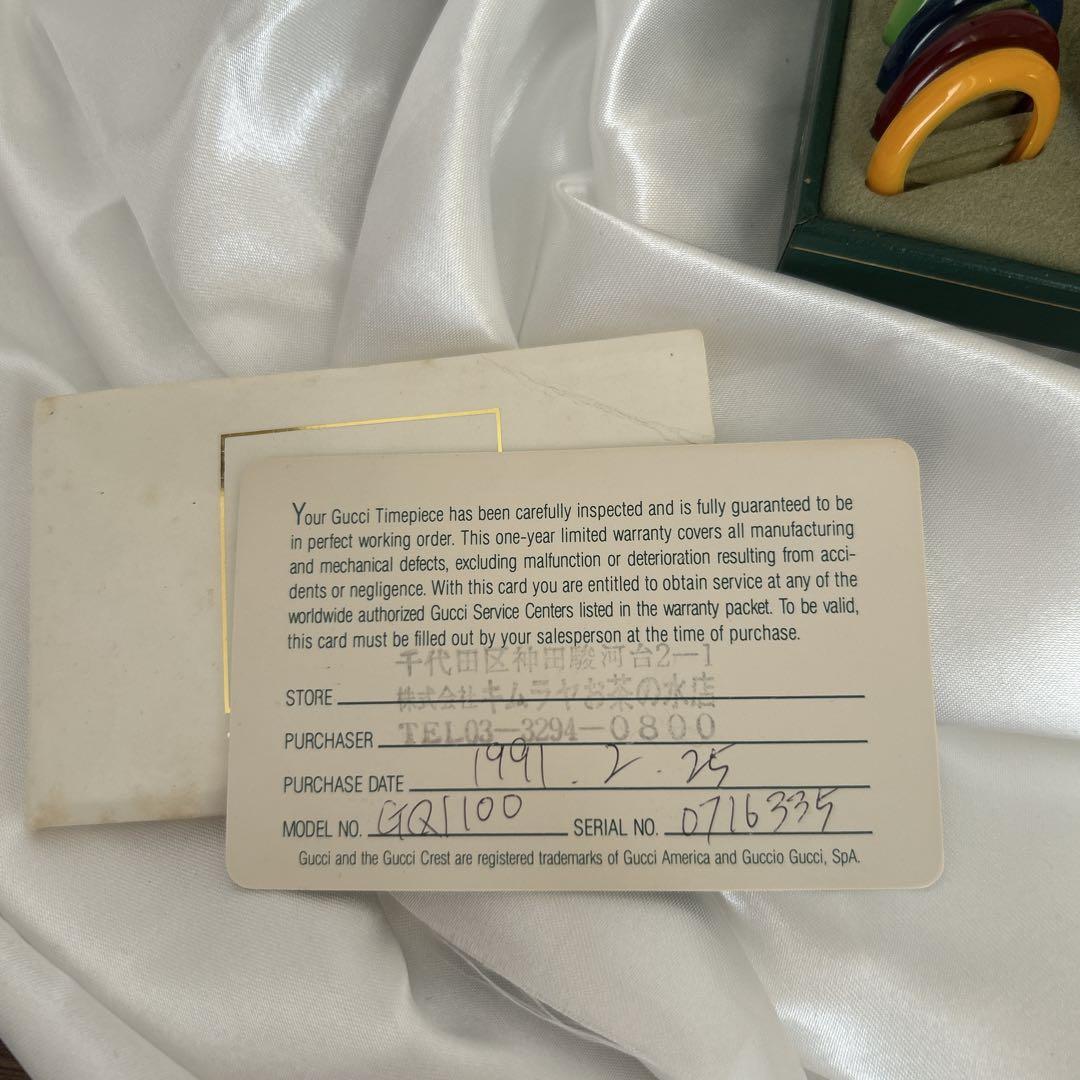 Your Gucci Timepiece has been carefully inspected and is fully guaranteed to be
in perfect working order. This one-year limited warranty covers all manufacturing
and mechanical defects, excluding malfunction or deterioration resulting from acci-
dents or negligence. With this card you are entitled to obtain service at any of the
worldwide authorized Gucci Service Centers listed in the warranty packet. To be valid,
this card must be filled out by your salesperson at the time of purchase.
千代田区神田駿河台2-1
STORE 株式会社キムラヤお茶の水店
PURCHASER TEL03-3294-0800
PURCHASE DATE 1991.2.25
MODEL NO. GQ1100 SERIAL NO. 0716335
Gucci and the Gucci Crest are registered trademarks of Gucci America and Guccio Gucci, SpA.